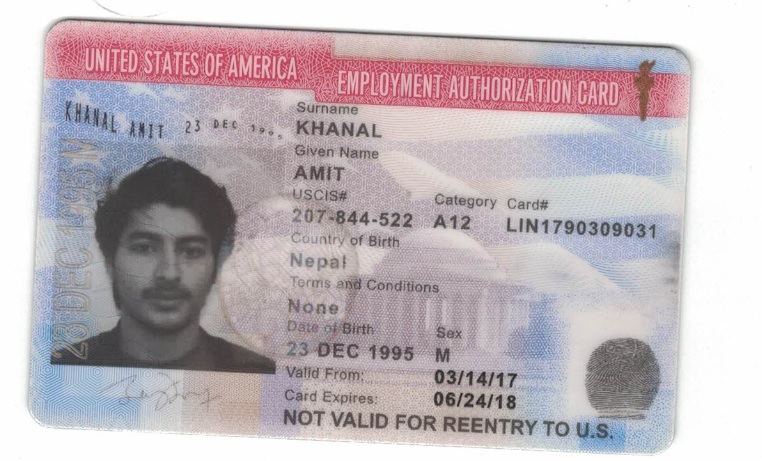 UNITED STATES OF AMERICA
EMPLOYMENT AUTHORIZATION CARD
KHANAL AMIT 23 DEC 1995
Surname
KHANAL
Given Name
AMIT
USCIS#
207-844-522
Category
A12
Card#
LIN1790309031
Country of Birth
Nepal
Terms and Conditions
None
Date of Birth
23 DEC 1995
Sex
M
Valid From:
03/14/17
Card Expires:
06/24/18
NOT VALID FOR REENTRY TO U.S.
23 DEC 1995 M